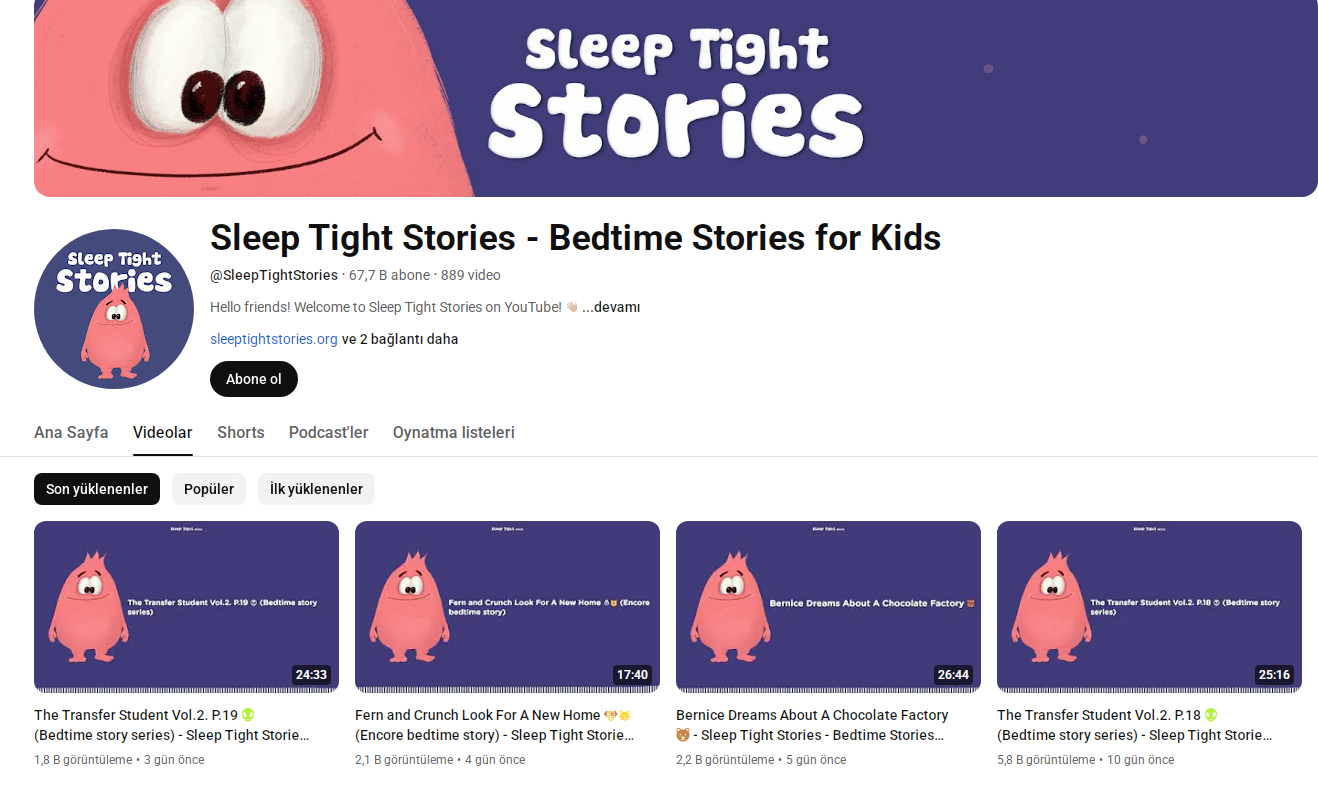 Sleep Tight
Stories
Sleep Tight
Stories
Sleep Tight Stories - Bedtime Stories for Kids
@SleepTightStories · 67,7 B abone · 889 video
Hello friends! Welcome to Sleep Tight Stories on YouTube! 👋🏻 ...devamı
sleeptightstories.org ve 2 bağlantı daha
Abone ol
Ana Sayfa Videolar Shorts Podcast'ler Oynatma listeleri
Son yüklenenler Popüler İlk yüklenenler
Sleep Tight
The Transfer Student Vol.2. P.19 👽 (Bedtime story
series)
24:33
Sleep Tight
Fern and Crunch Look For A New Home 🐶🐱 (Encore
bedtime story)
17:40
Sleep Tight
Bernice Dreams About A Chocolate Factory 🐻
26:44
Sleep Tight
The Transfer Student Vol.2. P.18 👽 (Bedtime story
series)
25:16
The Transfer Student Vol.2. P.19 👽
(Bedtime story series) - Sleep Tight Storie...
1,8 B görüntüleme • 3 gün önce
Fern and Crunch Look For A New Home 🐶🐱
(Encore bedtime story) - Sleep Tight Storie...
2,1 B görüntüleme • 4 gün önce
Bernice Dreams About A Chocolate Factory
🐻 - Sleep Tight Stories - Bedtime Stories...
2,2 B görüntüleme • 5 gün önce
The Transfer Student Vol.2. P.18 👽
(Bedtime story series) - Sleep Tight Storie...
5,8 B görüntüleme • 10 gün önce